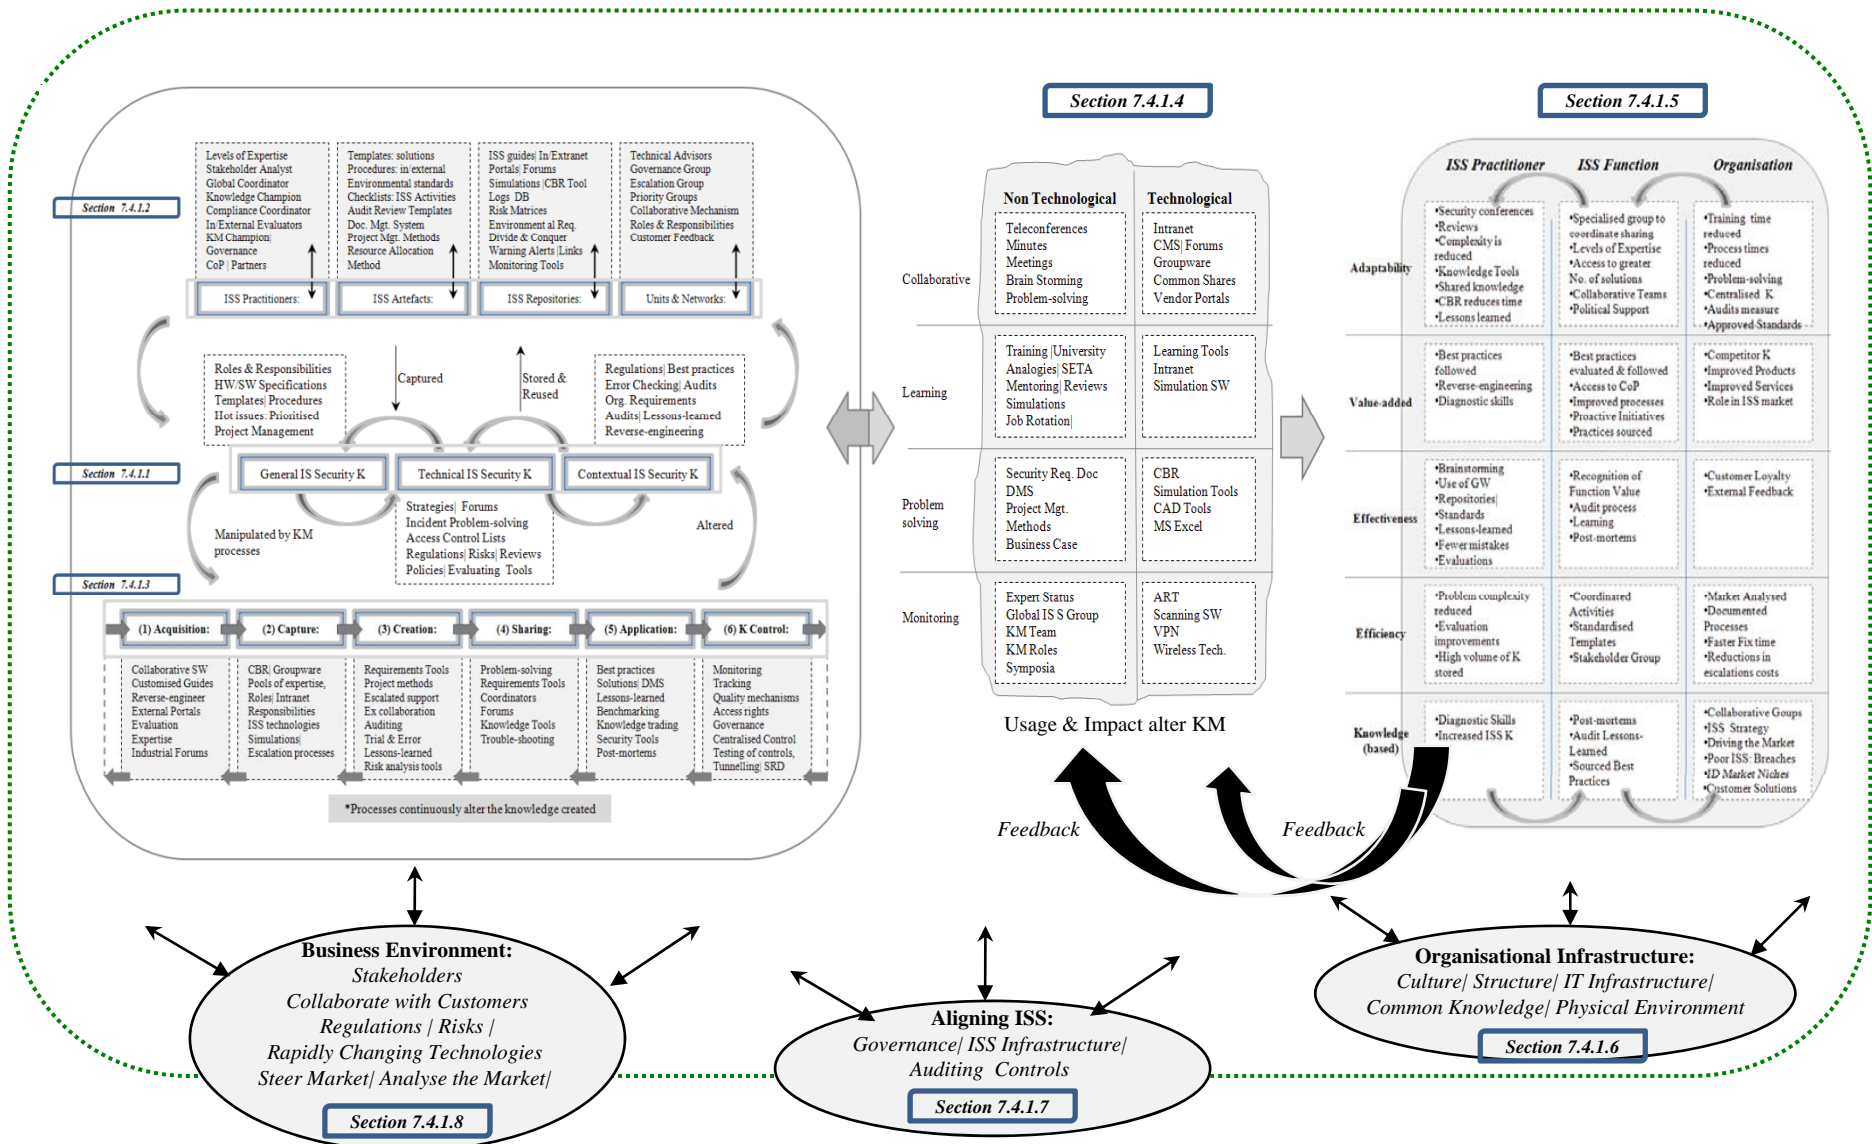 Section 7.4.1.4
Section 7.4.1.5
Section 7.4.1.2
Levels of Expertise
Stakeholder Analyst
Global Coordinator
Knowledge Champion
Compliance Coordinator
In/External Evaluators
KM Champion|
Governance
CoP | Partners
Templates: solutions
Procedures: in/external
Environmental standards
Checklists: ISS Activities
Audit Review Templates
Doc. Mgt. System
Project Mgt. Methods
Resource Allocation
Method
ISS guides| In/Extranet
Portals| Forums
Simulations |CBR Tool
Logs DB
Risk Matrices
Environment al Req.
Divide & Conquer
Warning Alerts |Links
Monitoring Tools
Technical Advisors
Governance Group
Escalation Group
Priority Groups
Collaborative Mechanism
Roles & Responsibilities
Customer Feedback
ISS Practitioners:
ISS Artefacts:
ISS Repositories:
Units & Networks:
Roles & Responsibilities
HW/SW Specifications
Templates| Procedures
Hot issues: Prioritised
Project Management
Captured
Stored &
Reused
Regulations| Best practices
Error Checking| Audits
Org. Requirements
Audits| Lessons-learned
Reverse-engineering
Section 7.4.1.1
General IS Security K
Technical IS Security K
Contextual IS Security K
Manipulated by KM
processes
Strategies| Forums
Incident Problem-solving
Access Control Lists
Regulations| Risks| Reviews
Policies| Evaluating Tools
Altered
Section 7.4.1.3
(1) Acquisition:
(2) Capture:
(3) Creation:
(4) Sharing:
(5) Application:
(6) K Control:
Collaborative SW
Customised Guides
Reverse-engineer
External Portals
Evaluation
Expertise
Industrial Forums
CBR| Groupware
Pools of expertise,
Roles| Intranet
Responsibilities
ISS technologies
Simulations|
Escalation processes
Requirements Tools
Project methods
Escalated support
Ex collaboration
Auditing
Trial & Error
Lessons-learned
Risk analysis tools
Problem-solving
Requirements Tools
Coordinators
Forums
Knowledge Tools
Trouble-shooting
Best practices
Solutions| DMS
Lessons-learned
Benchmarking
Knowledge trading
Security Tools
Post-mortems
Monitoring
Tracking
Quality mechanisms
Access rights
Governance
Centralised Control
Testing of controls,
Tunnelling| SRD
*Processes continuously alter the knowledge created
Non Technological
Technological
Collaborative
Teleconferences
Minutes
Meetings
Brain Storming
Problem-solving
Intranet
CMS| Forums
Groupware
Common Shares
Vendor Portals
Learning
Training |University
Analogies| SETA
Mentoring| Reviews
Simulations
Job Rotation|
Learning Tools
Intranet
Simulation SW
Problem
solving
Security Req. Doc
DMS
Project Mgt.
Methods
Business Case
CBR
Simulation Tools
CAD Tools
MS Excel
Monitoring
Expert Status
Global IS S Group
KM Team
KM Roles
Symposia
ART
Scanning SW
VPN
Wireless Tech.
Usage & Impact alter KM
Feedback
Feedback
ISS Practitioner
ISS Function
Organisation
Adaptability
•Security conferences
•Reviews
•Complexity is
reduced
•Knowledge Tools
•Shared knowledge
•CBR reduces time
•Lessons learned
•Specialised group to
coordinate sharing
•Levels of Expertise
•Access to greater
No. of solutions
•Collaborative Teams
•Political Support
•Training time
reduced
•Process times
reduced
•Problem-solving
•Centralised K
•Audits measure
•Approved Standards
Value-added
•Best practices
followed
•Reverse-engineering
•Diagnostic skills
•Best practices
evaluated & followed
•Access to CoP
•Improved processes
•Proactive Initiatives
•Practices sourced
•Competitor K
•Improved Products
•Improved Services
•Role in ISS market
Effectiveness
•Brainstorming
•Use of GW
•Repositories|
•Standards
•Lessons-learned
•Fewer mistakes
•Evaluations
•Recognition of
Function Value
•Audit process
•Learning
•Post-mortems
•Customer Loyalty
•External Feedback
Efficiency
•Problem complexity
reduced
•Evaluation
improvements
•High volume of K
stored
•Coordinated
Activities
•Standardised
Templates
•Stakeholder Group
•Market Analysed
•Documented
Processes
•Faster Fix time
•Reductions in
escalations costs
Knowledge
(based)
•Diagnostic Skills
•Increased ISS K
•Post-mortems
•Audit Lessons-
Learned
•Sourced Best
Practices
•Collaborative Goups
•ISS Strategy
•Driving the Market
•Poor ISS: Breaches
•ID Market Niches
•Customer Solutions
Business Environment:
Stakeholders
Collaborate with Customers
Regulations | Risks |
Rapidly Changing Technologies
Steer Market| Analyse the Market|
Section 7.4.1.8
Aligning ISS:
Governance| ISS Infrastructure|
Auditing Controls
Section 7.4.1.7
Organisational Infrastructure:
Culture| Structure| IT Infrastructure|
Common Knowledge| Physical Environment
Section 7.4.1.6